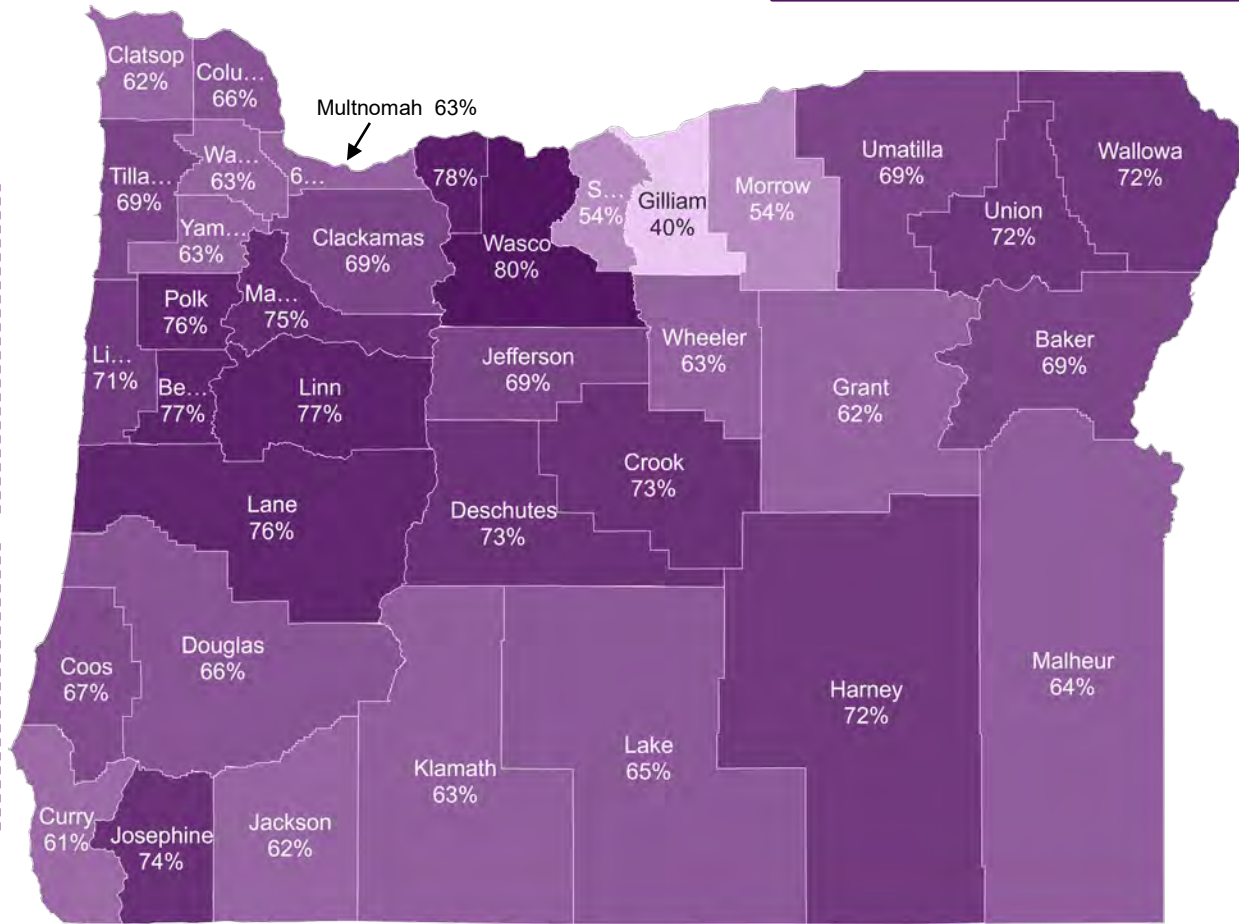 Clatsop
62%
Colu...
66%
Multnomah 63%
Tilla...
69%
Wa...
63%
6...
Yam...
63%
Clackamas
69%
78%
Wasco
80%
S...
54%
Gilliam
40%
Morrow
54%
Umatilla
69%
Union
72%
Wallowa
72%
Polk
76%
Ma...
75%
Li...
71%
Be...
77%
Linn
77%
Jefferson
69%
Wheeler
63%
Grant
62%
Baker
69%
Lane
76%
Deschutes
73%
Crook
73%
Douglas
66%
Coos
67%
Curry
61%
Josephine
74%
Jackson
62%
Klamath
63%
Lake
65%
Harney
72%
Malheur
64%